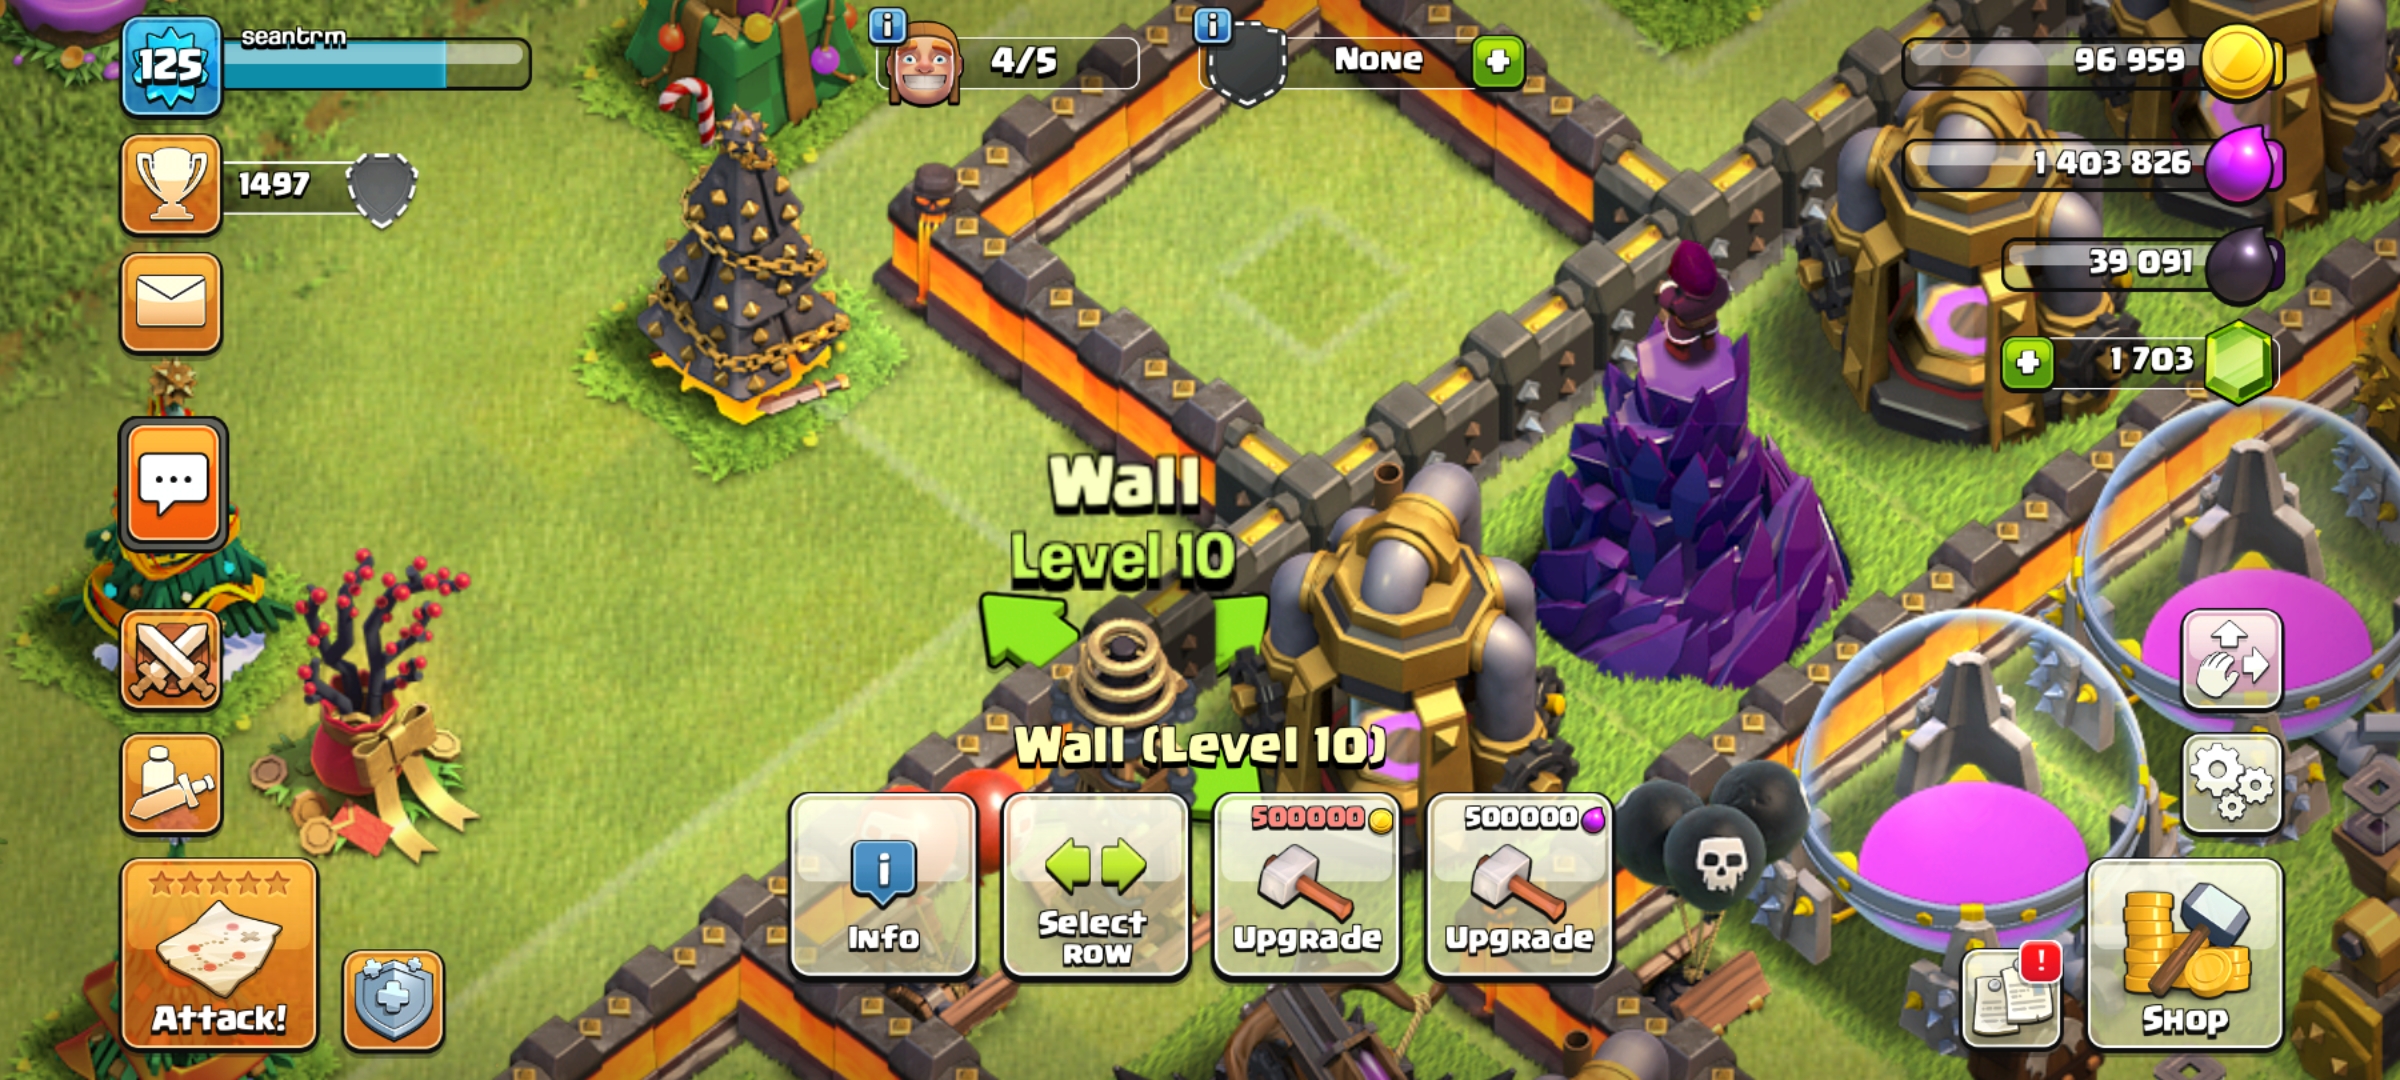 seantrm
125
4/5
None
96 959
1497
1 403 826
39 091
1 703
Wall
Level 10
Wall (Level 10)
500000
500000
Info
Select
Row
Upgrade
Upgrade
Attack!
!
Shop